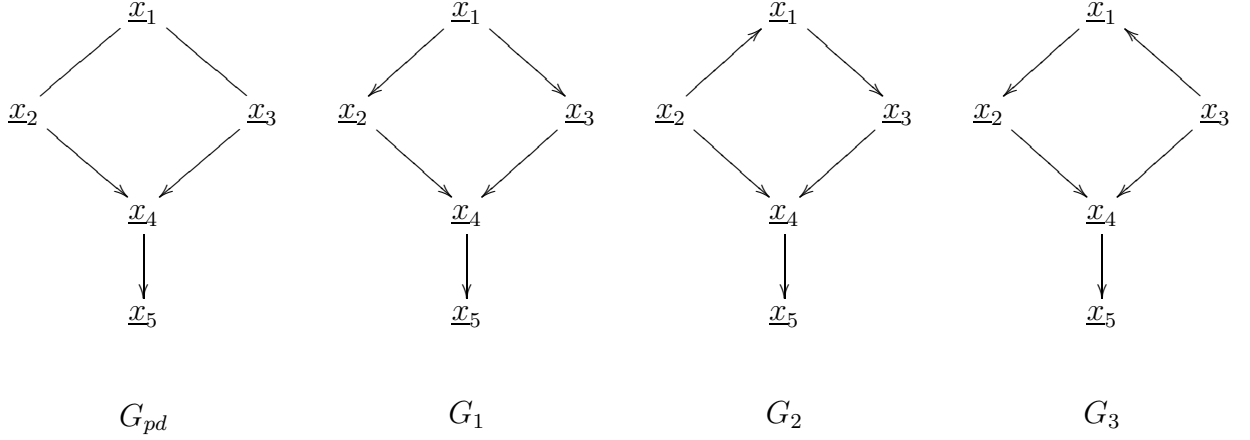 x₁ x₁ x₁ x₁
x₂ x₃ x₂ x₃ x₂ x₃ x₂ x₃
x₄ x₄ x₄ x₄
x₅ x₅ x₅ x₅
G_pd G₁ G₂ G₃